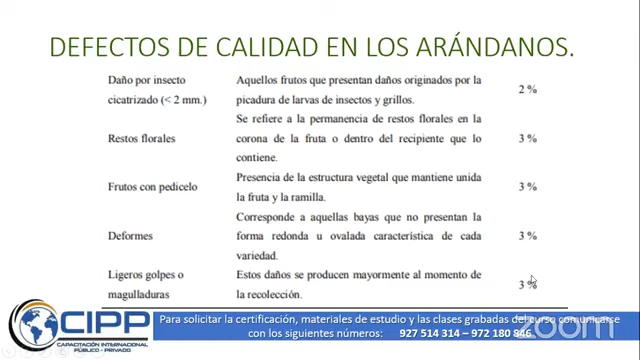 DEFECTOS DE CALIDAD EN LOS ARÁNDANOS.
Daño por insecto
cicatrizado (< 2 mm.)
Aquellos frutos que presentan daños originados por la
picadura de larvas de insectos y grillos.
2 %
Restos florales
Se refiere a la permanencia de restos florales en la
corona de la fruta o dentro del recipiente que lo
contiene.
3 %
Frutos con pedicelo
Presencia de la estructura vegetal que mantiene unida
la fruta y la ramilla.
3 %
Deformes
Corresponde a aquellas bayas que no presentan la
forma redonda u ovalada característica de cada
variedad.
3 %
Ligeros golpes o
magulladuras
Estos daños se producen mayormente al momento de
la recolección.
3 %
CIPP
CAPACITACIÓN INTERNACIONAL
PÚBLICO - PRIVADO
Para solicitar la certificación, materiales de estudio y las clases grabadas del curso comunicarse
con los siguientes números: 927 514 314 – 972 180 846
zoom